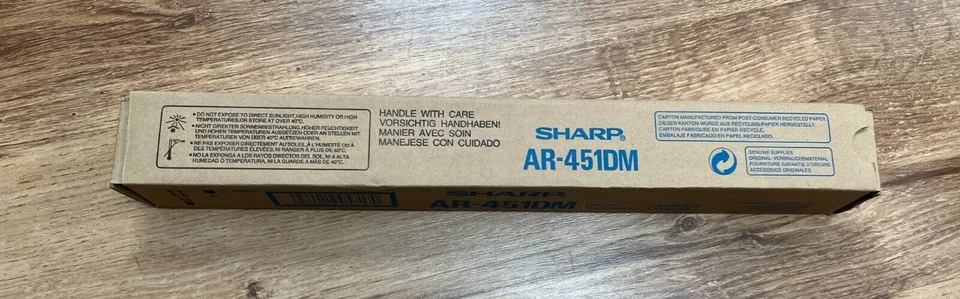 • DO NOT EXPOSE TO DIRECT SUNLIGHT, HIGH HUMIDITY OR HIGH
TEMPERATURES, OR STORE AT OVER 40°C.
• NICHT DIREKTER SONNENSSTRAHLUNG, HOHER FEUCHTIGKEIT
UND HOHEN TEMPERATUREN AUSSETZEN ODER AN STELLEN MIT
TEMPERATUREN VON ÜBER 40°C AUFBEWAHREN.
• NE PAS EXPOSER DIRECTEMENT AU SOLEIL, À L'HUMIDITÉ OU À
DES TEMPÉRATURES ÉLEVÉES, NI RANGER À PLUS DE 40°C.
• NO LA EXPONGA A LOS RAYOS DIRECTOS DEL SOL, NI A ALTA
HUMEDAD O TEMPERATURA, NI LA GUARDE A MÁS DE 40°C.
HANDLE WITH CARE
VORSICHTIG HANDHABEN!
MANIER AVEC SOIN
MANEJESE CON CUIDADO
SHARP®
AR-451DM
CARTON MANUFACTURED FROM POST-CONSUMER RECYCLED PAPER.
DIESER KARTON WURDE AUS RECYCLING-PAPIER HERGESTELLT.
CARTON FABRIQUÉ EN PAPIER RECYCLÉ.
EMBALAJE FABRICADO EN PAPEL RECICLADO.
GENUINE SUPPLIES
ORIGINAL-VERBRAUCHSMATERIAL
FOURNITURE GARANTIE D'ORIGINE
ACCESORIOS ORIGINALES
SHARP
AR-451DM